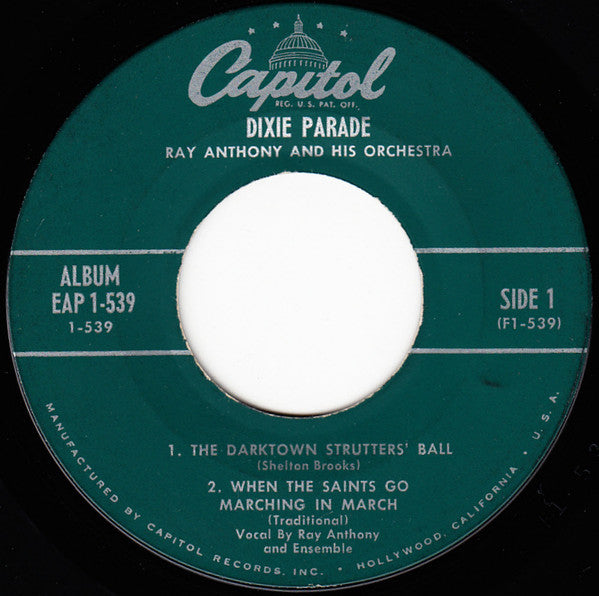 Capitol
REG. U. S. PAT. OFF.
DIXIE PARADE
RAY ANTHONY AND HIS ORCHESTRA
ALBUM
EAP 1-539
1-539
SIDE 1
(F1-539)
1. THE DARKTOWN STRUTTERS' BALL
(Shelton Brooks)
2. WHEN THE SAINTS GO
MARCHING IN MARCH
(Traditional)
Vocal By Ray Anthony
and Ensemble
MANUFACTURED BY CAPITOL RECORDS, INC. • HOLLYWOOD, CALIFORNIA • U. S. A.